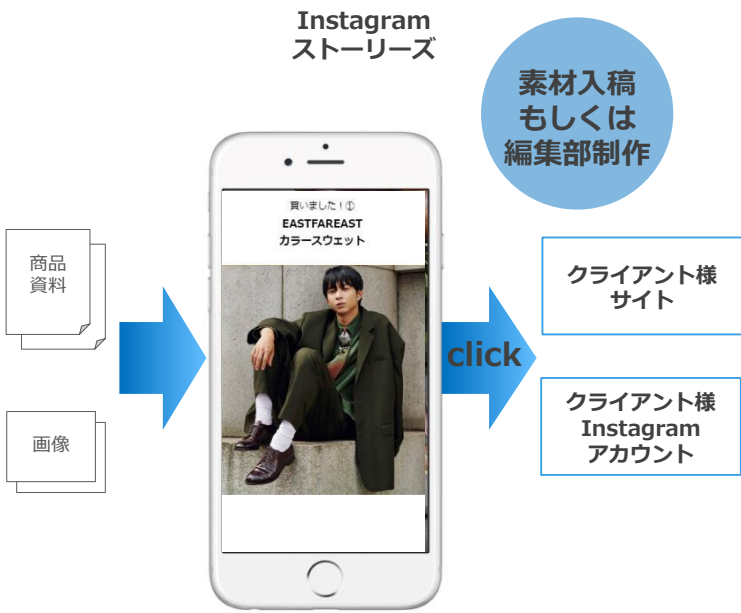 Instagram
ストーリーズ
素材入稿
もしくは
編集部制作
買いました！①
EASTFAREAST
カラースウェット
商品
資料
画像
click
クライアント様
サイト
クライアント様
Instagram
アカウント